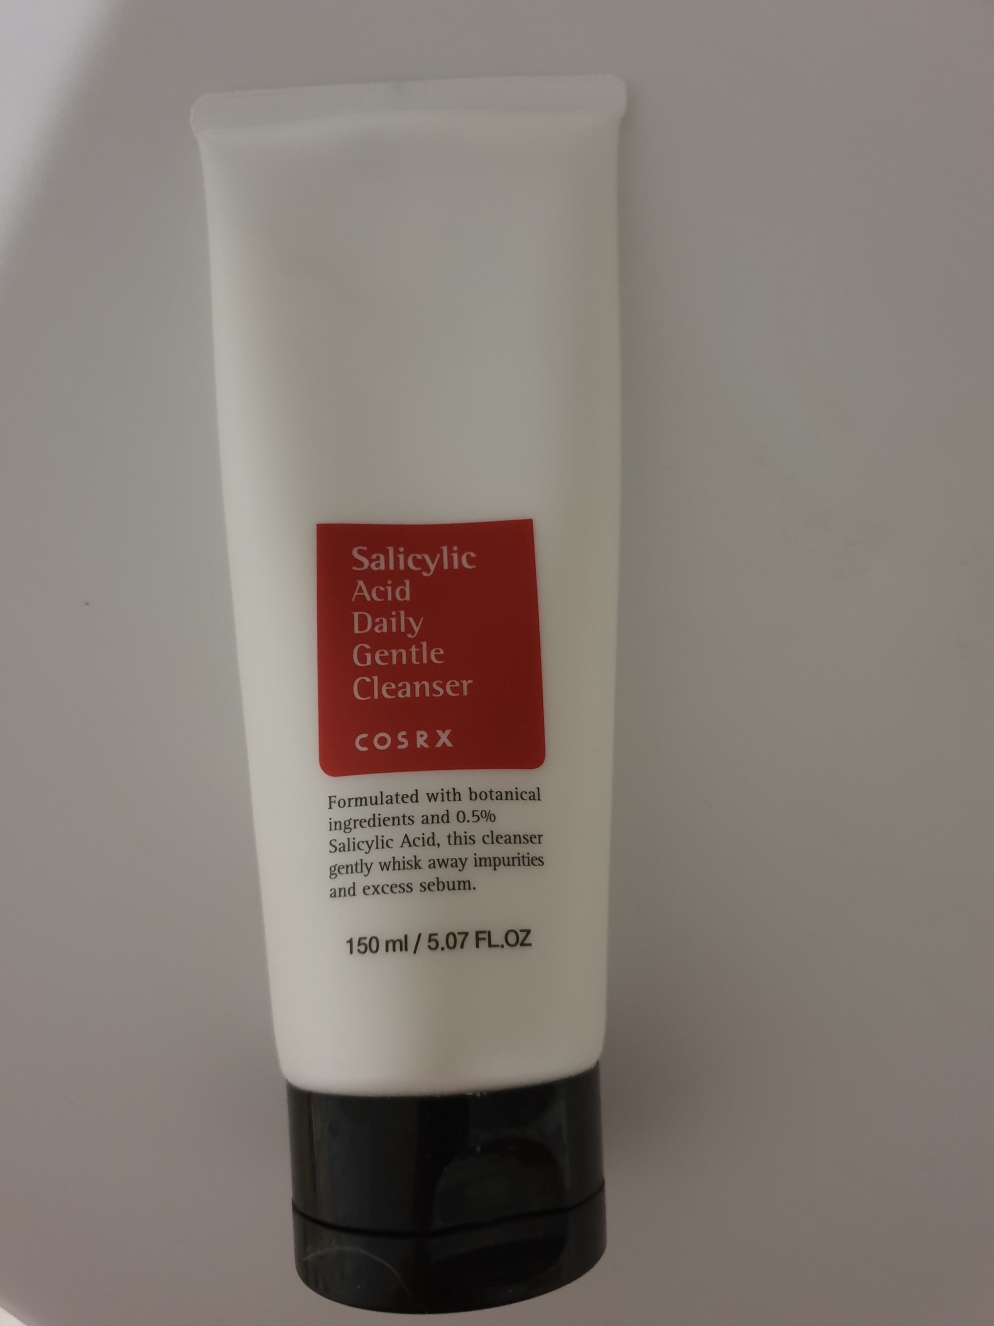 Salicylic
Acid
Daily
Gentle
Cleanser
COSRX
Formulated with botanical
ingredients and 0.5%
Salicylic Acid, this cleanser
gently whisk away impurities
and excess sebum.
150 ml / 5.07 FL.OZ